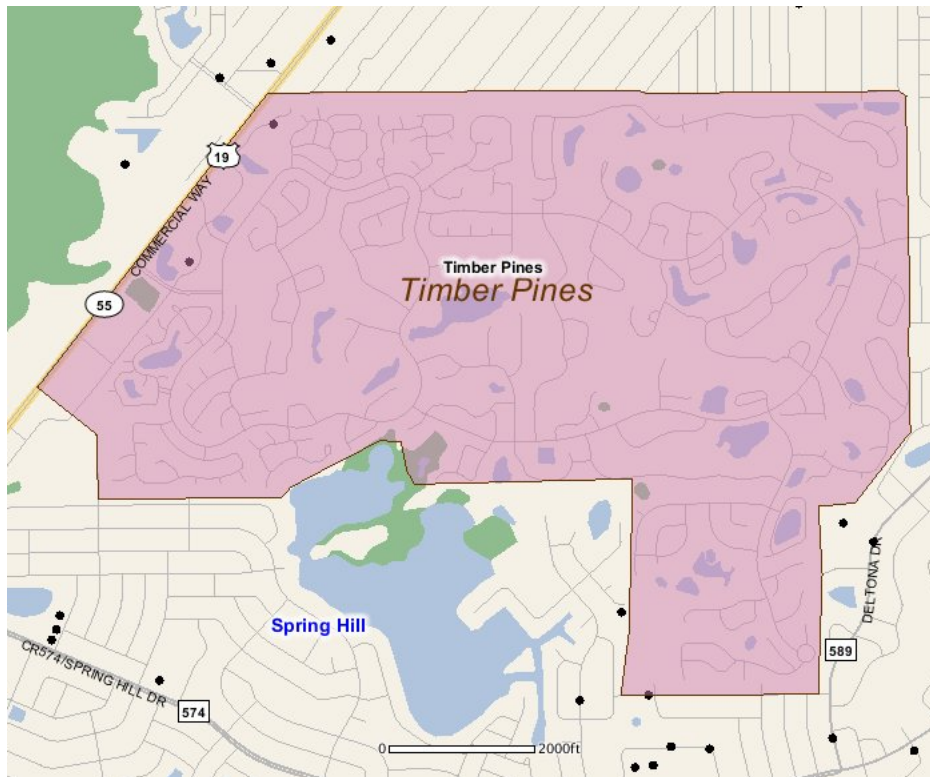 19
COMMERCIAL WAY
55
Timber Pines
Timber Pines
Spring Hill
DELTONA DR
589
CR574/SPRING HILL DR
574
0 2000ft